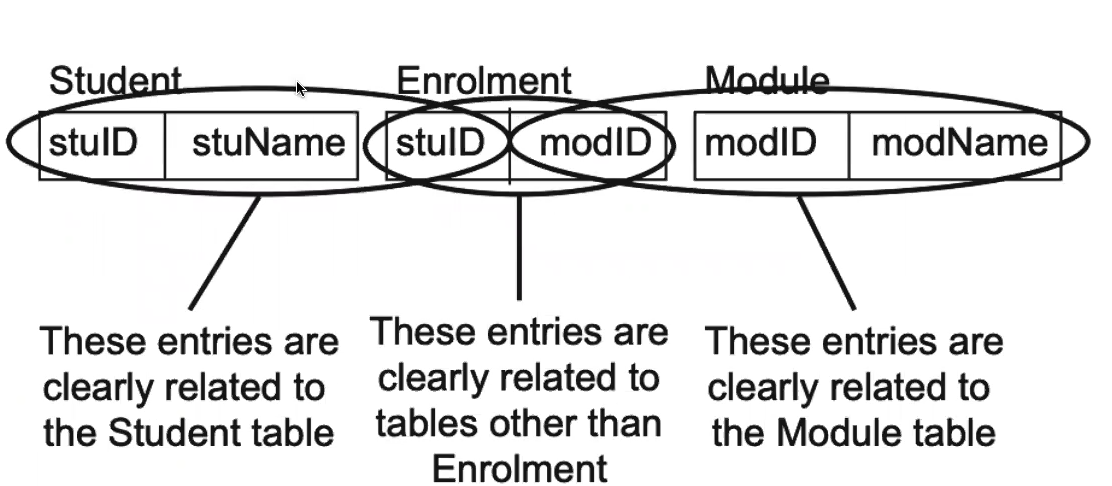 Student Enrolment Module
stuID stuName stuID modID modID modName
These entries are
clearly related to
the Student table
These entries are
clearly related to
tables other than
Enrolment
These entries are
clearly related to
the Module table